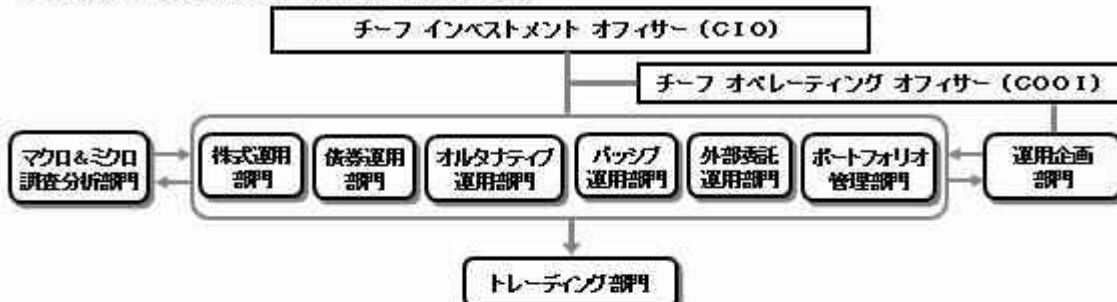 チーフ インベストメント オフィサー (CIO)
チーフ オペレーティング オフィサー (COOI)
マクロ&ミクロ
調査分析部門
株式運用
部門
債券運用
部門
オルタナティブ
運用部門
パッシブ
運用部門
外部委託
運用部門
ポートフォリオ
管理部門
運用企画
部門
トレーディング部門